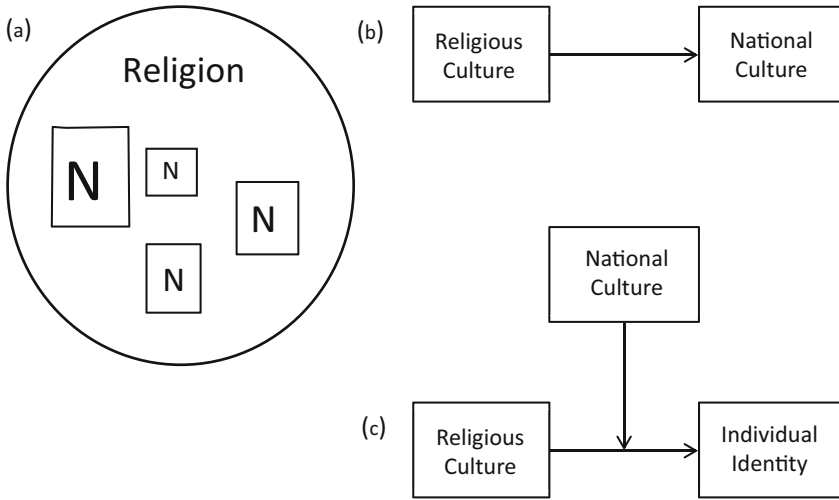 (a)
Religion
N
N
N
N
(b)
Religious
Culture
National
Culture
National
Culture
(c)
Religious
Culture
Individual
Identity